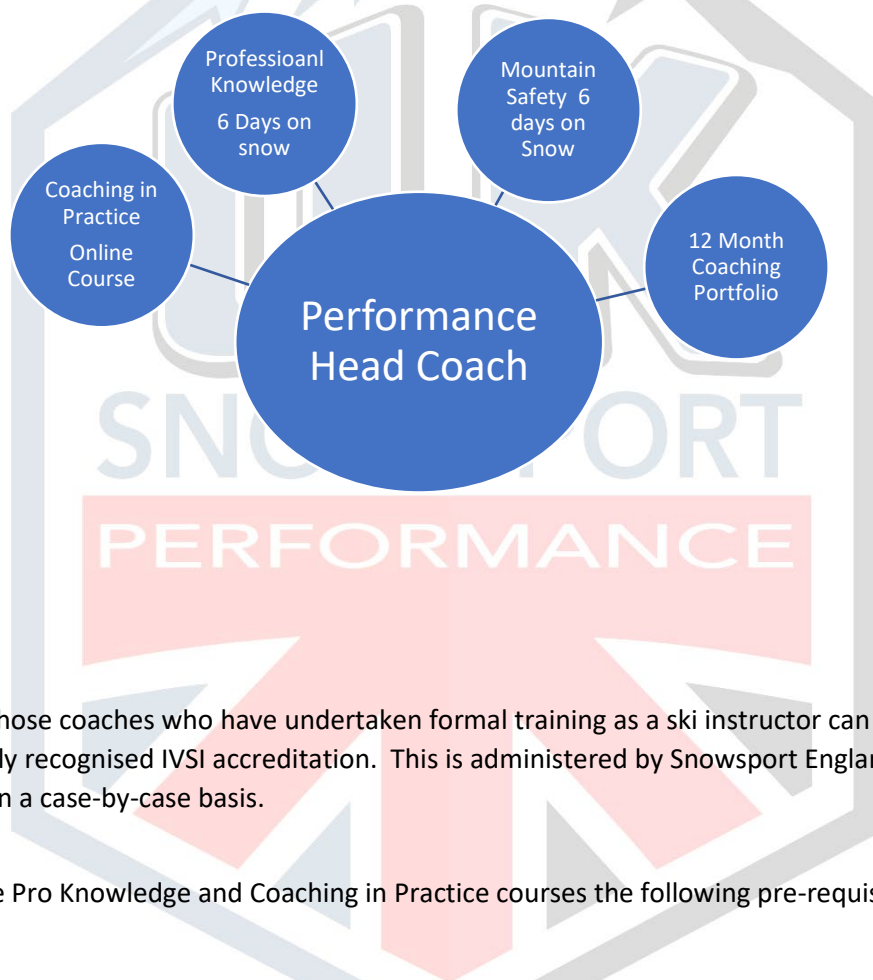 Professioanl
Knowledge
6 Days on
snow
Mountain
Safety 6
days on
Snow
Coaching in
Practice
Online
Course
12 Month
Coaching
Portfolio
Performance
Head Coach
UK
SNOWSPORT
PERFORMANCE
hose coaches who have undertaken formal training as a ski instructor can
ly recognised IVSI accreditation. This is administered by Snowsport Englan
n a case-by-case basis.
e Pro Knowledge and Coaching in Practice courses the following pre-requis